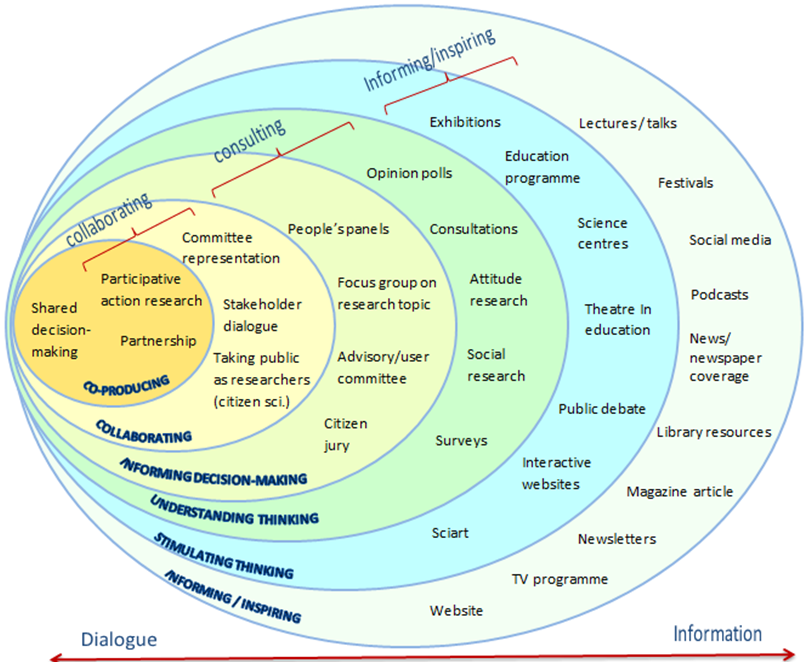 Informing/inspiring
consulting
collaborating
Exhibitions
Lectures/talks
Education
programme
Opinion polls
Festivals
People's panels
Consultations
Science
centres
Committee
representation
Social media
Participative
action research
Focus group on
research topic
Attitude
research
Podcasts
Shared
decision-
making
Stakeholder
dialogue
Theatre In
education
Partnership
News/
newspaper
coverage
Taking public
as researchers
(citizen sci.)
Advisory/user
committee
Social
research
CO-PRODUCING
Public debate
Citizen
jury
Library resources
COLLABORATING
Surveys
Interactive
websites
INFORMING DECISION-MAKING
Magazine article
UNDERSTANDING THINKING
Sciart
Newsletters
STIMULATING THINKING
TV programme
INFORMING / INSPIRING
Website
Dialogue
Information